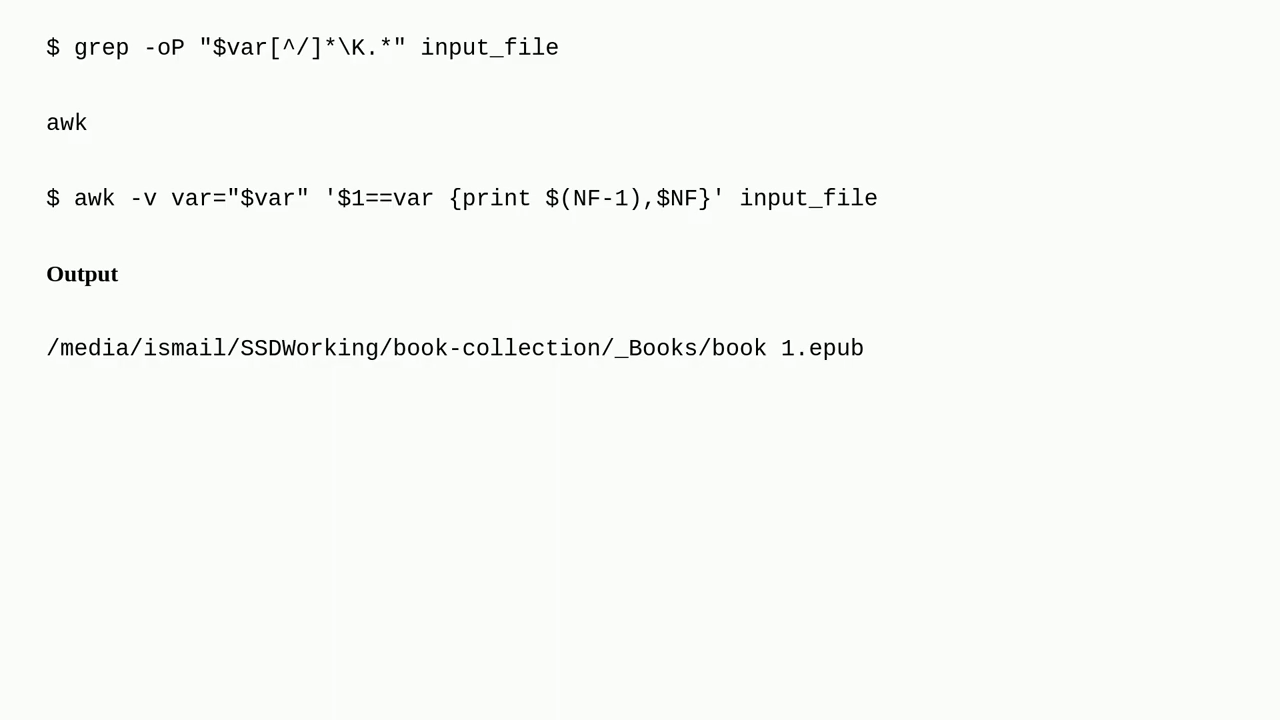 $ grep -oP "$var[^/]*\K.*" input_file
awk
$ awk -v var="$var" '$1==var {print $(NF-1),$NF}' input_file
Output
/media/ismail/SSDWorking/book-collection/_Books/book 1.epub